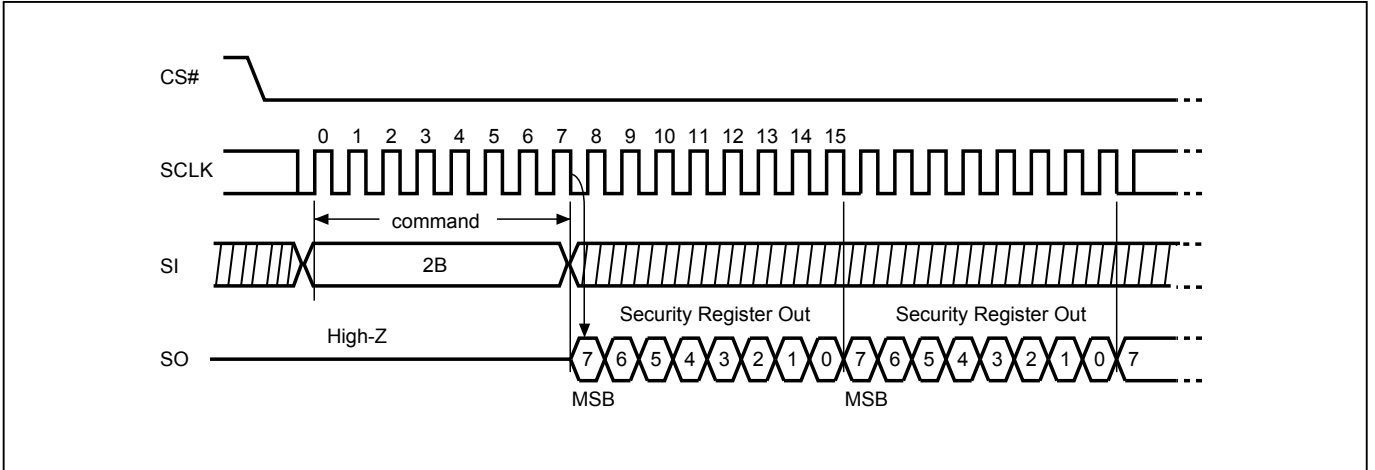 CS#
0 1 2 3 4 5 6 7 8 9 10 11 12 13 14 15
SCLK
command
SI
2B
Security Register Out Security Register Out
High-Z
SO
7 6 5 4 3 2 1 0 7 6 5 4 3 2 1 0 7
MSB MSB